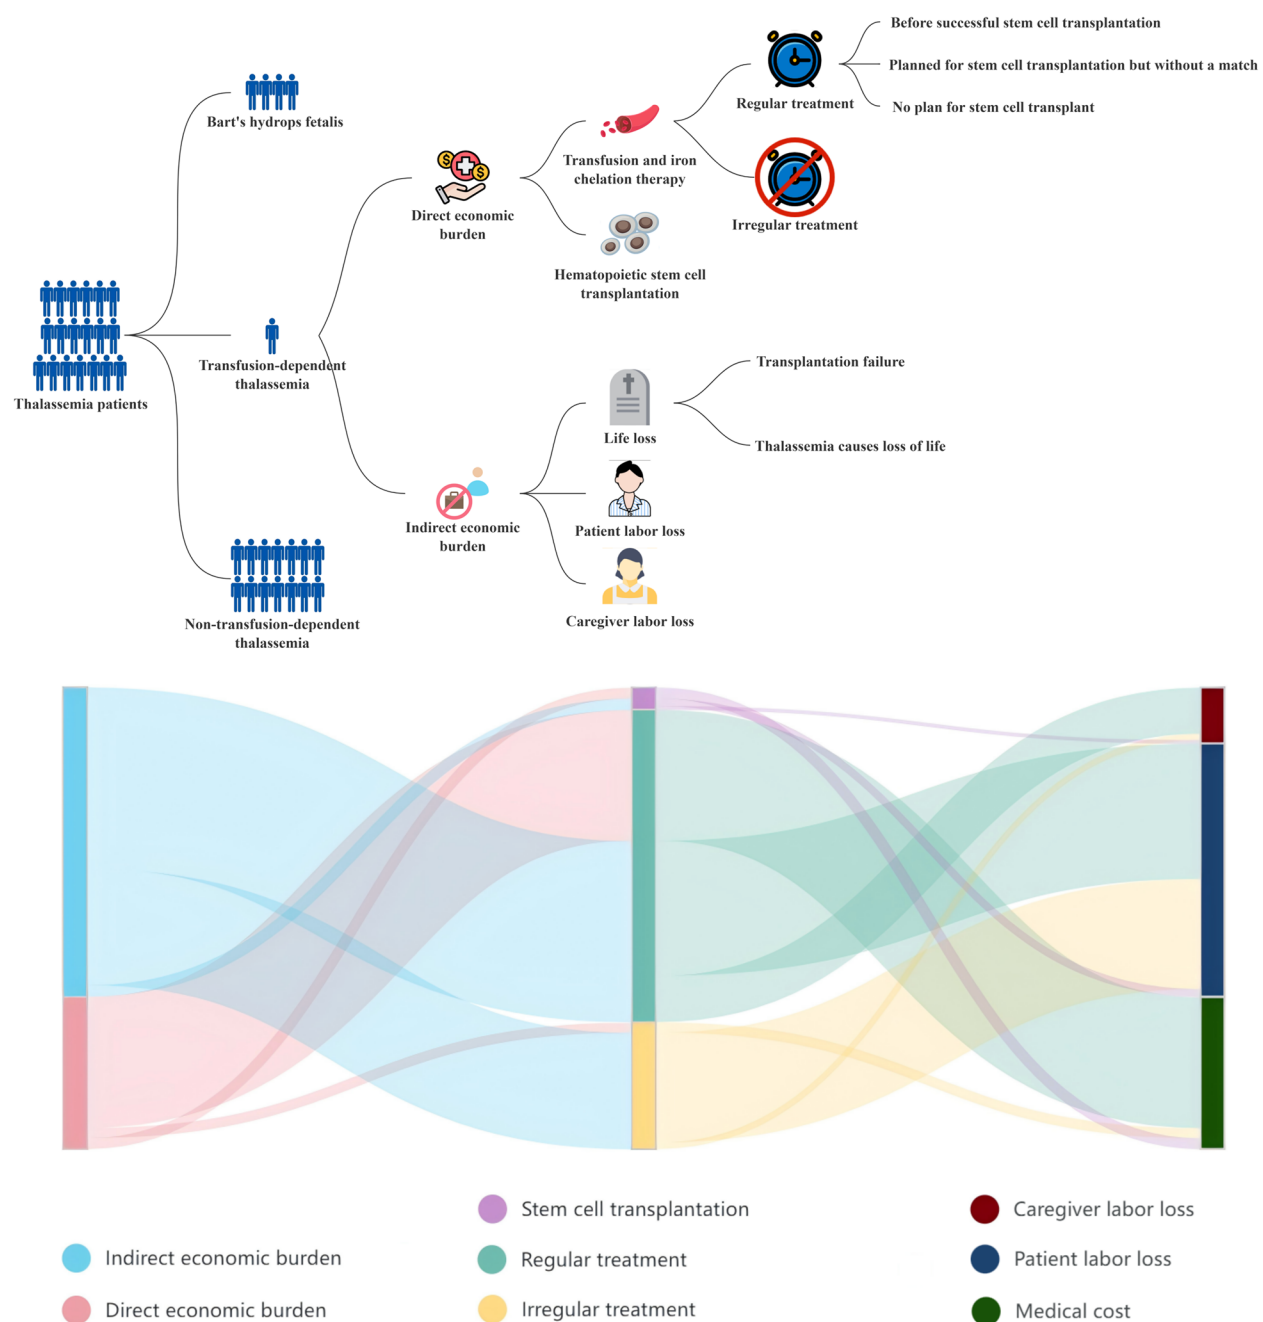 Before successful stem cell transplantation
Planned for stem cell transplantation but without a match
No plan for stem cell transplant
Regular treatment
Bart's hydrops fetalis
Transfusion and iron
chelation therapy
Direct economic
burden
Irregular treatment
Hematopoietic stem cell
transplantation
Transfusion-dependent
thalassemia
Thalassemia patients
Transplantation failure
Life loss
Thalassemia causes loss of life
Indirect economic
burden
Patient labor loss
Caregiver labor loss
Non-transfusion-dependent
thalassemia
Indirect economic burden
Direct economic burden
Stem cell transplantation
Regular treatment
Irregular treatment
Caregiver labor loss
Patient labor loss
Medical cost